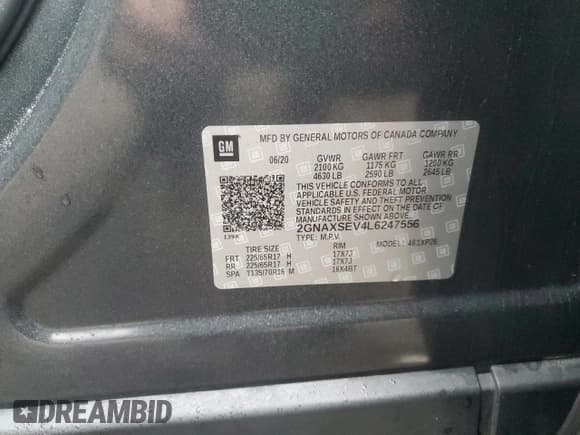 GM
MFD BY GENERAL MOTORS OF CANADA COMPANY
06/20 GVWR GAWR FRT GAWR RR
2100 KG 1175 KG 1200 KG
4630 LB 2590 LB 2645 LB
THIS VEHICLE CONFORMS TO ALL
APPLICABLE U.S. FEDERAL MOTOR
VEHICLE SAFETY AND THEFT PREVENTION
STANDARDS IN EFFECT ON THE DATE OF
MANUFACTURE SHOWN ABOVE.
2GNAXSEV4L6247556
TYPE: M.P.V. MODEL: 461XP26
TIRE SIZE RIM
FRT 225/65R17 H 17X7J
RR 225/65R17 H 17X7J
SPA T135/70R16 M 16X4BT
DREAMBID